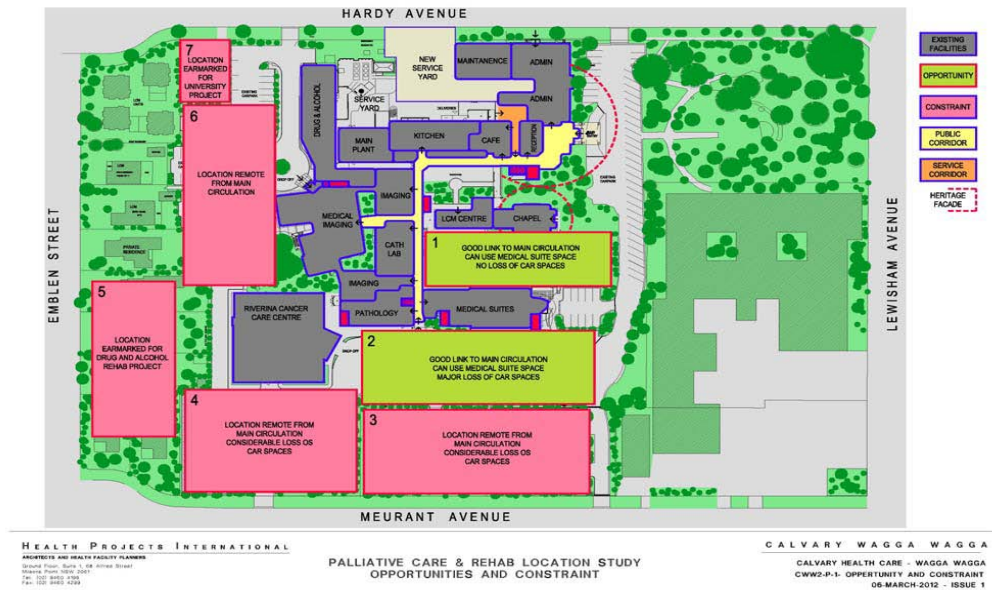 HARDY AVENUE
7
LOCATION
EARMARKED
FOR
UNIVERSITY
PROJECT
6
LOCATION REMOTE
FROM MAIN
CIRCULATION
DRUG & ALCOHOL
SERVICE
YARD
NEW
SERVICE
YARD
MAINTANENCE
ADMIN
ADMIN
MAIN
PLANT
KITCHEN
CAFE
RECEPTION
IMAGING
MEDICAL
IMAGING
LCM CENTRE
CHAPEL
CATH
LAB
1
GOOD LINK TO MAIN CIRCULATION
CAN USE MEDICAL SUITE SPACE
NO LOSS OF CAR SPACES
IMAGING
PATHOLOGY
MEDICAL SUITES
RIVERINA CANCER
CARE CENTRE
DROP-OFF
DROP-OFF
PRIVATE
RESIDENCE
5
LOCATION
EARMARKED FOR
DRUG AND ALCOHOL
REHAB PROJECT
2
GOOD LINK TO MAIN CIRCULATION
CAN USE MEDICAL SUITE SPACE
MAJOR LOSS OF CAR SPACES
4
LOCATION REMOTE FROM
MAIN CIRCULATION
CONSIDERABLE LOSS OS
CAR SPACES
3
LOCATION REMOTE FROM
MAIN CIRCULATION
CONSIDERABLE LOSS OS
CAR SPACES
EMBLEN STREET
LEWISHAM AVENUE
MEURANT AVENUE
EXISTING
FACILITIES
OPPORTUNITY
CONSTRAINT
PUBLIC
CORRIDOR
SERVICE
CORRIDOR
HERITAGE
FACADE
HEALTH PROJECTS INTERNATIONAL
ARCHITECTS AND HEALTH FACILITY PLANNERS
PALLIATIVE CARE & REHAB LOCATION STUDY
OPPORTUNITIES AND CONSTRAINT
CALVARY WAGGA WAGGA
CALVARY HEALTH CARE - WAGGA WAGGA
CWW2-P-1- OPPERTUNITY AND CONSTRAINT
06-MARCH-2012 - ISSUE 1